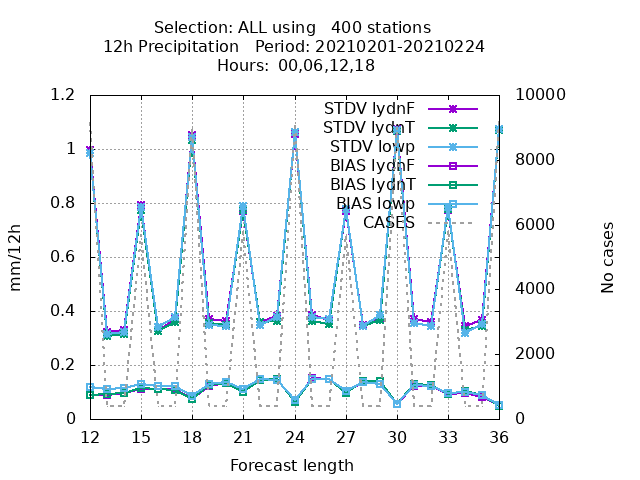 Selection: ALL using   400 stations
12h Precipitation   Period: 20210201-20210224
Hours:  00,06,12,18
1.2
1
0.8
0.6
0.4
0.2
0
mm/12h
STDV lydnF
STDV lydnT
STDV lowp
BIAS lydnF
BIAS lydnT
BIAS lowp
CASES
10000
8000
6000
4000
2000
0
No cases
12 15 18 21 24 27 30 33 36
Forecast length